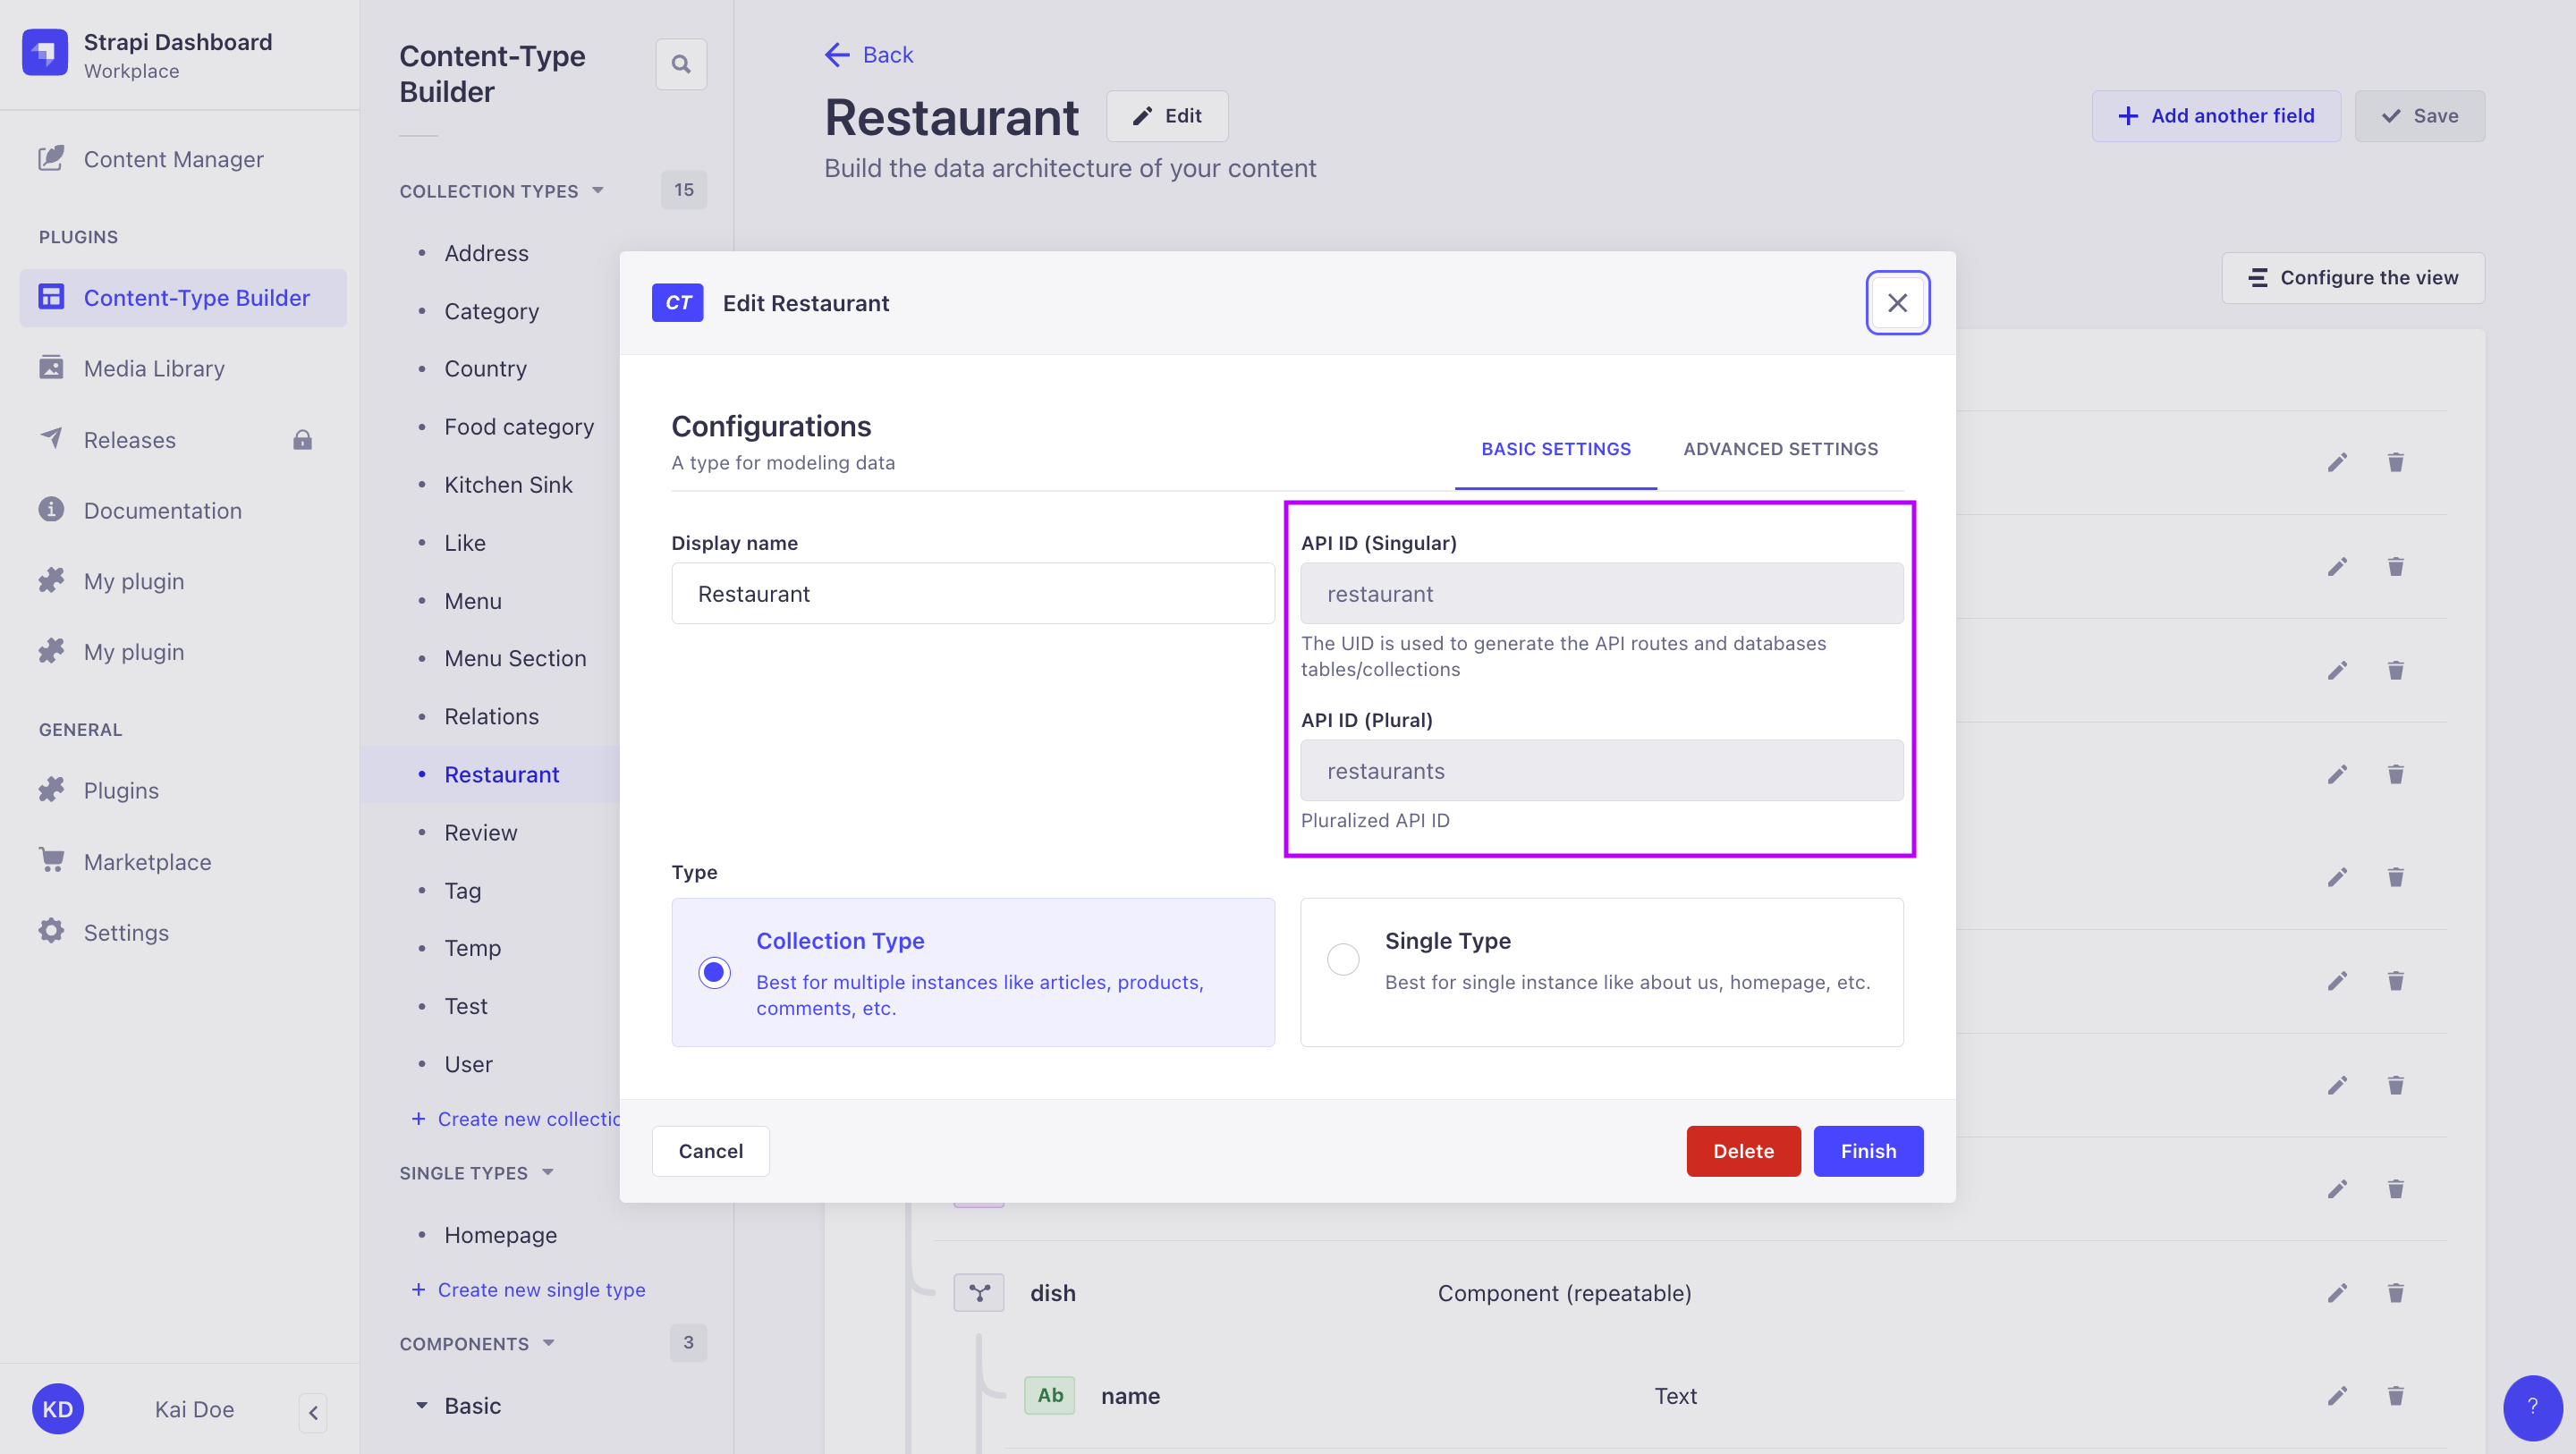 Strapi Dashboard
Workplace
Content Manager
PLUGINS
Content-Type Builder
Media Library
Releases
Documentation
My plugin
My plugin
GENERAL
Plugins
Marketplace
Settings
KD
Kai Doe
Content-Type
Builder
COLLECTION TYPES
15
Address
Category
Country
Food category
Kitchen Sink
Like
Menu
Menu Section
Relations
Restaurant
Review
Tag
Temp
Test
User
+ Create new collectio
SINGLE TYPES
Homepage
+ Create new single type
COMPONENTS
3
Basic
Back
Restaurant
Edit
Build the data architecture of your content
Add another field
Save
Configure the view
CT
Edit Restaurant
Configurations
A type for modeling data
BASIC SETTINGS
ADVANCED SETTINGS
Display name
Restaurant
API ID (Singular)
restaurant
The UID is used to generate the API routes and databases
tables/collections
API ID (Plural)
restaurants
Pluralized API ID
Type
Collection Type
Best for multiple instances like articles, products,
comments, etc.
Single Type
Best for single instance like about us, homepage, etc.
Cancel
Delete
Finish
dish
Component (repeatable)
Ab
name
Text
?